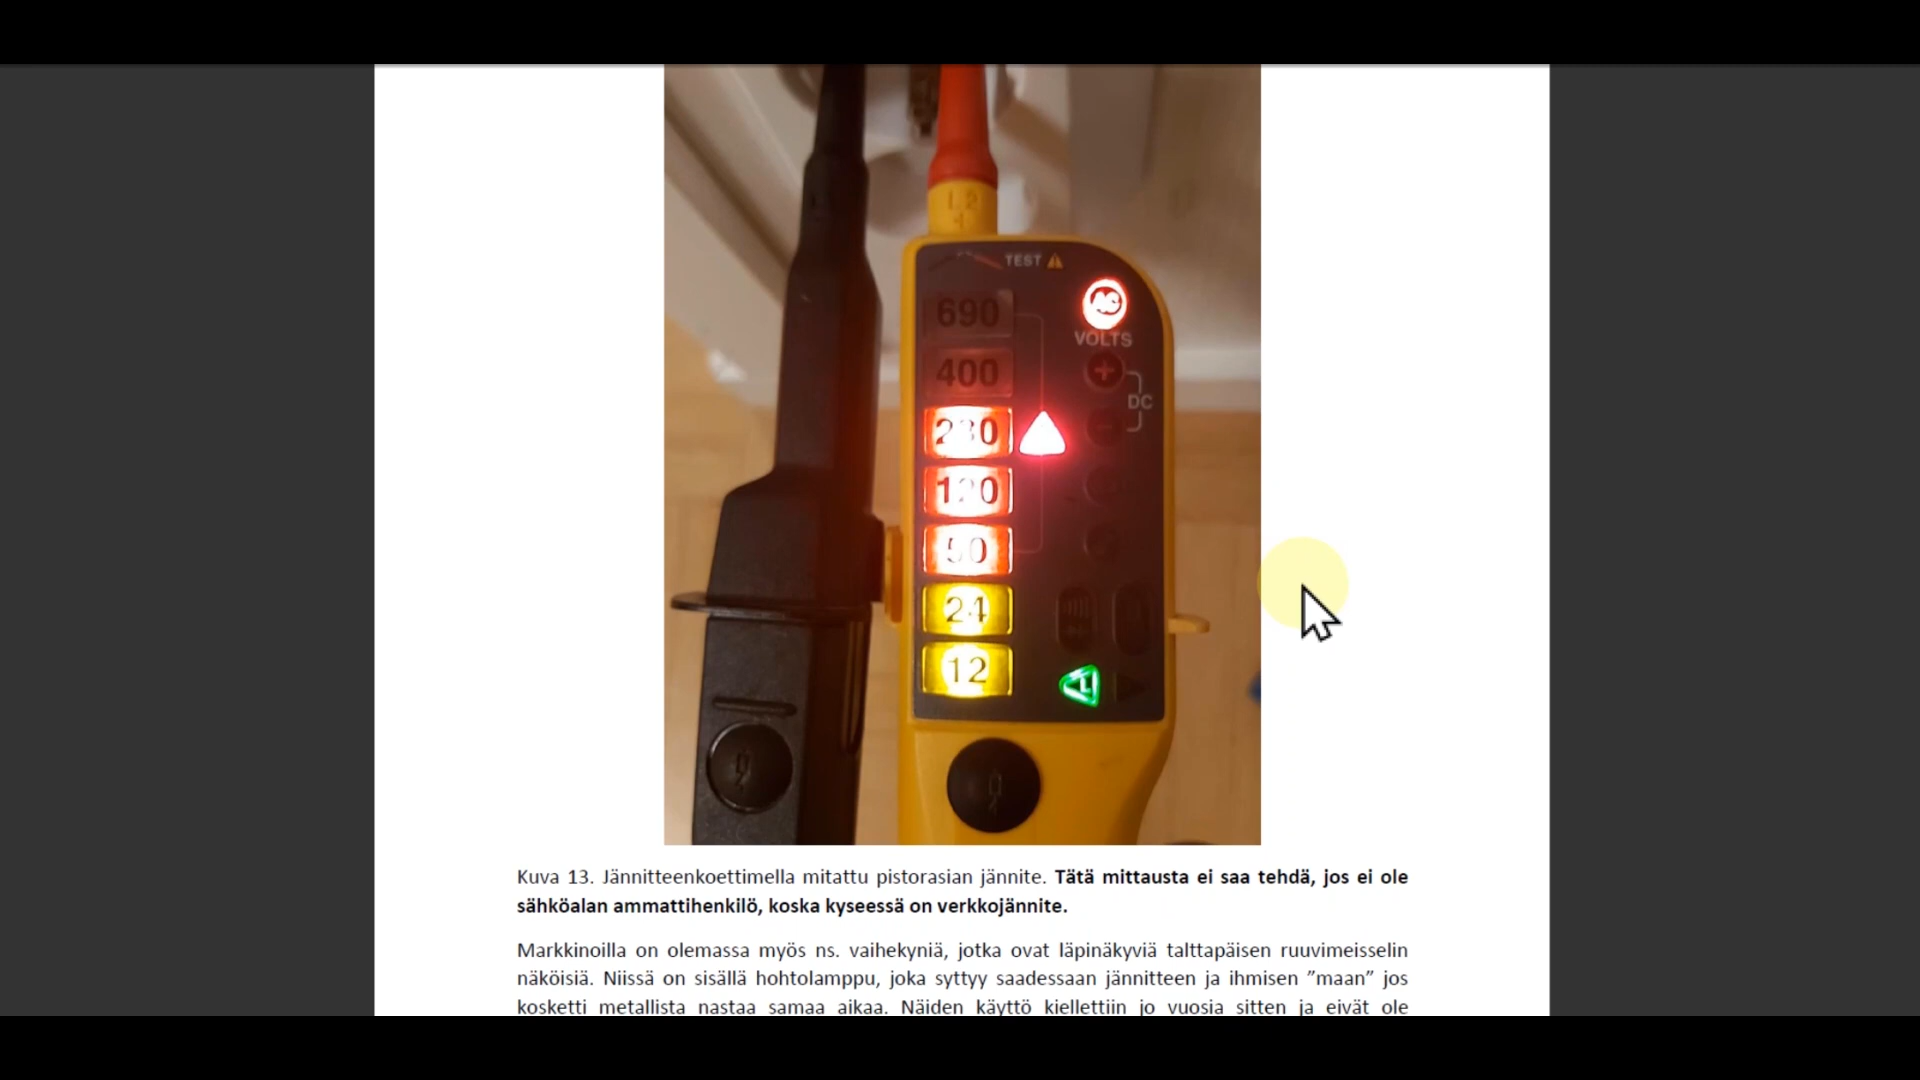 L2
TEST
690
AC
VOLTS
400
+
DC
230
-
120
50
24
12
L
Kuva 13. Jännitteenkoettimella mitattu pistorasian jännite. Tätä mittausta ei saa tehdä, jos ei ole
sähköalan ammattihenkilö, koska kyseessä on verkkojännite.
Markkinoilla on olemassa myös ns. vaihekyniä, jotka ovat läpinäkyviä talttapäisen ruuvimeisselin
näköisiä. Niissä on sisällä hohtolamppu, joka syttyy saadessaan jännitteen ja ihmisen ”maan” jos
kosketti metallista nastaa samaa aikaa. Näiden käyttö kiellettiin jo vuosia sitten ja eivät ole